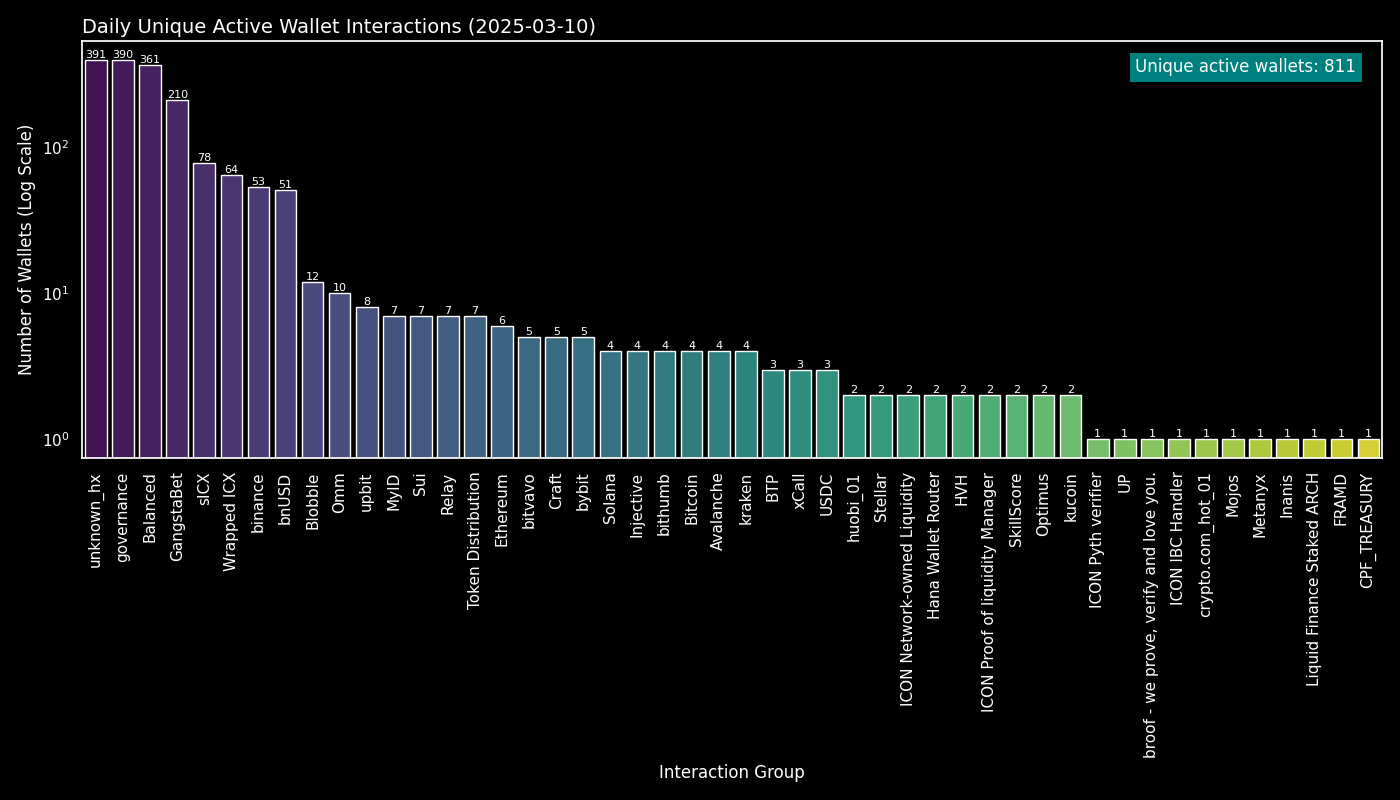 Daily Unique Active Wallet Interactions (2025-03-10)
Unique active wallets: 811
Number of Wallets (Log Scale)
10²
10¹
10⁰
391
390
361
210
78
64
53
51
12
10
8
7
7
7
7
6
5
5
5
4
4
4
4
4
4
3
3
3
2
2
2
2
2
2
2
2
2
1
1
1
1
1
1
1
1
1
1
1
unknown_hx
governance
Balanced
GangstaBet
sICX
Wrapped ICX
binance
bnUSD
Blobble
Omm
upbit
MyID
Sui
Relay
Token Distribution
Ethereum
bitvavo
Craft
bybit
Solana
Injective
bithumb
Bitcoin
Avalanche
kraken
BTP
xCall
USDC
huobi_01
Stellar
ICON Network-owned Liquidity
Hana Wallet Router
HVH
ICON Proof of liquidity Manager
SkillScore
Optimus
kucoin
ICON Pyth verifier
UP
broof - we prove, verify and love you.
ICON IBC Handler
crypto.com_hot_01
Mojos
Metanyx
Inanis
Liquid Finance Staked ARCH
FRAMD
CPF_TREASURY
Interaction Group